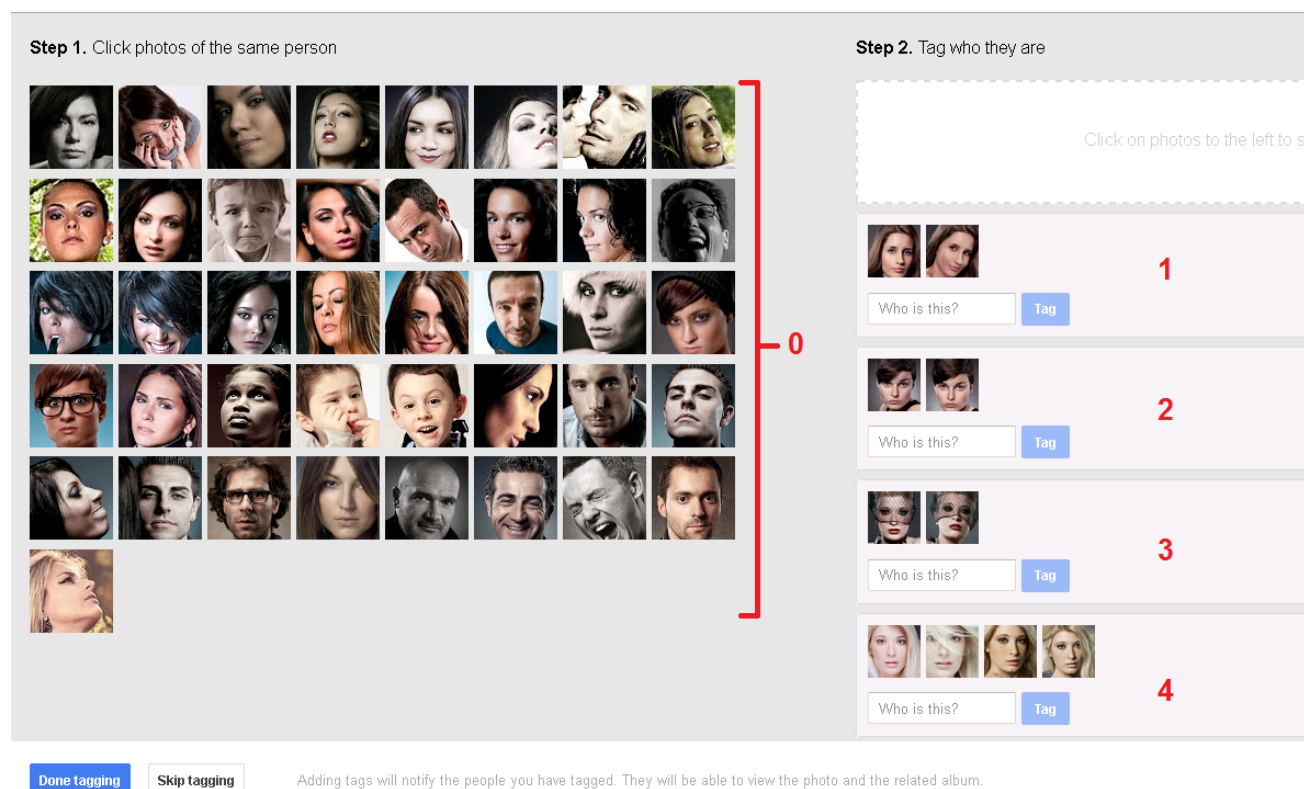 Step 1. Click photos of the same person
Step 2. Tag who they are
Click on photos to the left to s
0
1
Who is this?
Tag
2
Who is this?
Tag
3
Who is this?
Tag
4
Who is this?
Tag
Done tagging
Skip tagging
Adding tags will notify the people you have tagged. They will be able to view the photo and the related album.